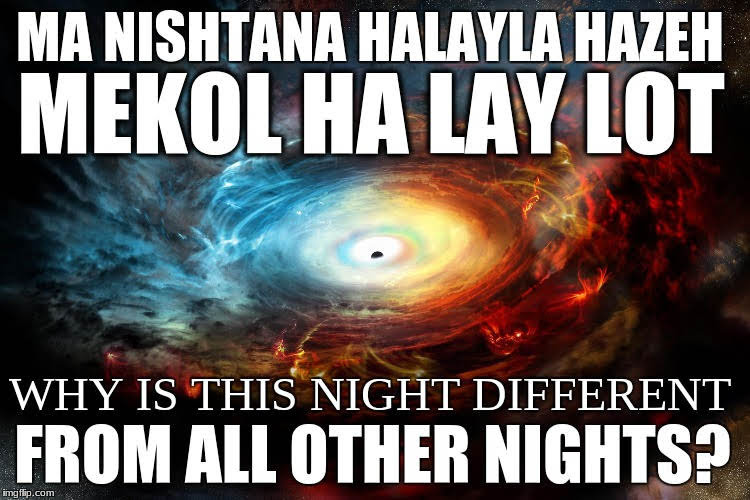 MA NISHTANA HALAYLA HAZEH
MEKOL HA LAY LOT
WHY IS THIS NIGHT DIFFERENT
FROM ALL OTHER NIGHTS?
imgflip.com